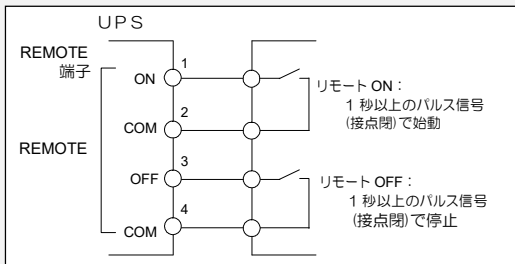 UPS
REMOTE
端子
REMOTE
ON
1
COM
2
OFF
3
COM
4
リモート ON：
1 秒以上のパルス信号
(接点閉)で始動
リモート OFF：
1 秒以上のパルス信号
(接点閉)で停止